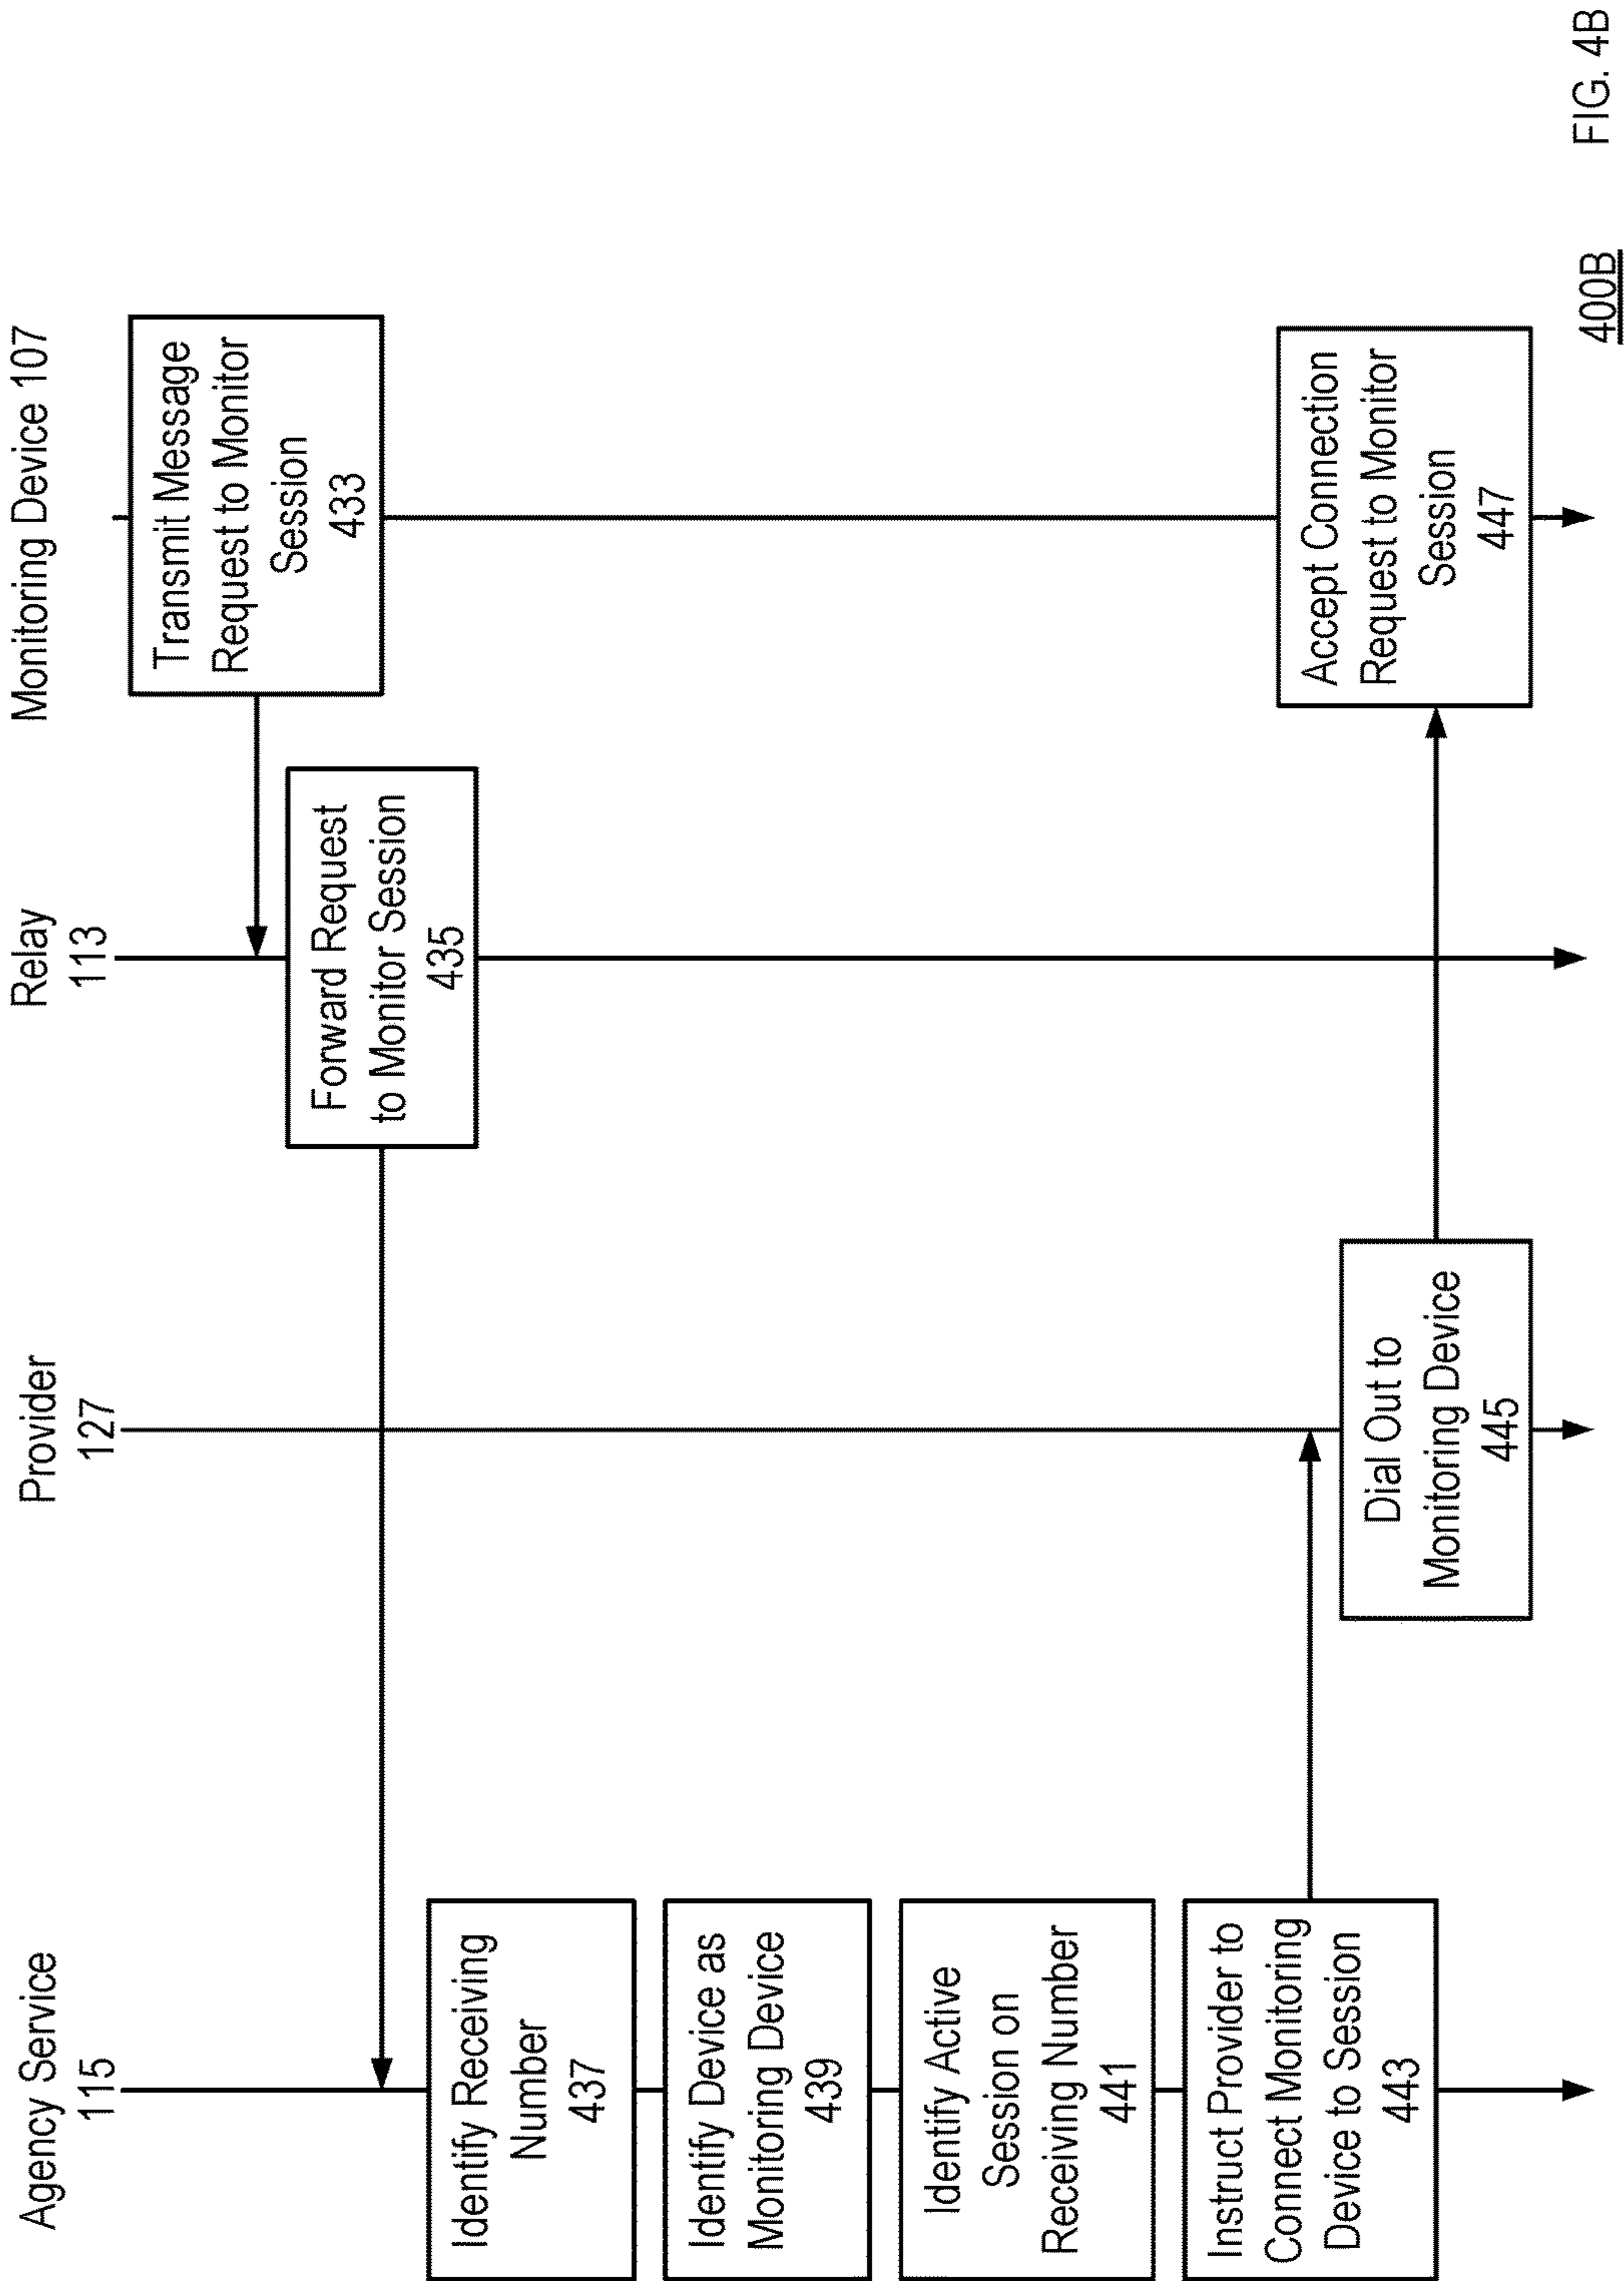 Agency Service
115
Provider
127
Relay
113
Monitoring Device 107
Transmit Message
Request to Monitor
Session
433
Forward Request
to Monitor Session
435
Identify Receiving
Number
437
Identify Device as
Monitoring Device
439
Identify Active
Session on
Receiving Number
441
Instruct Provider to
Connect Monitoring
Device to Session
443
Dial Out to
Monitoring Device
445
Accept Connection
Request to Monitor
Session
447
400B
FIG. 4B